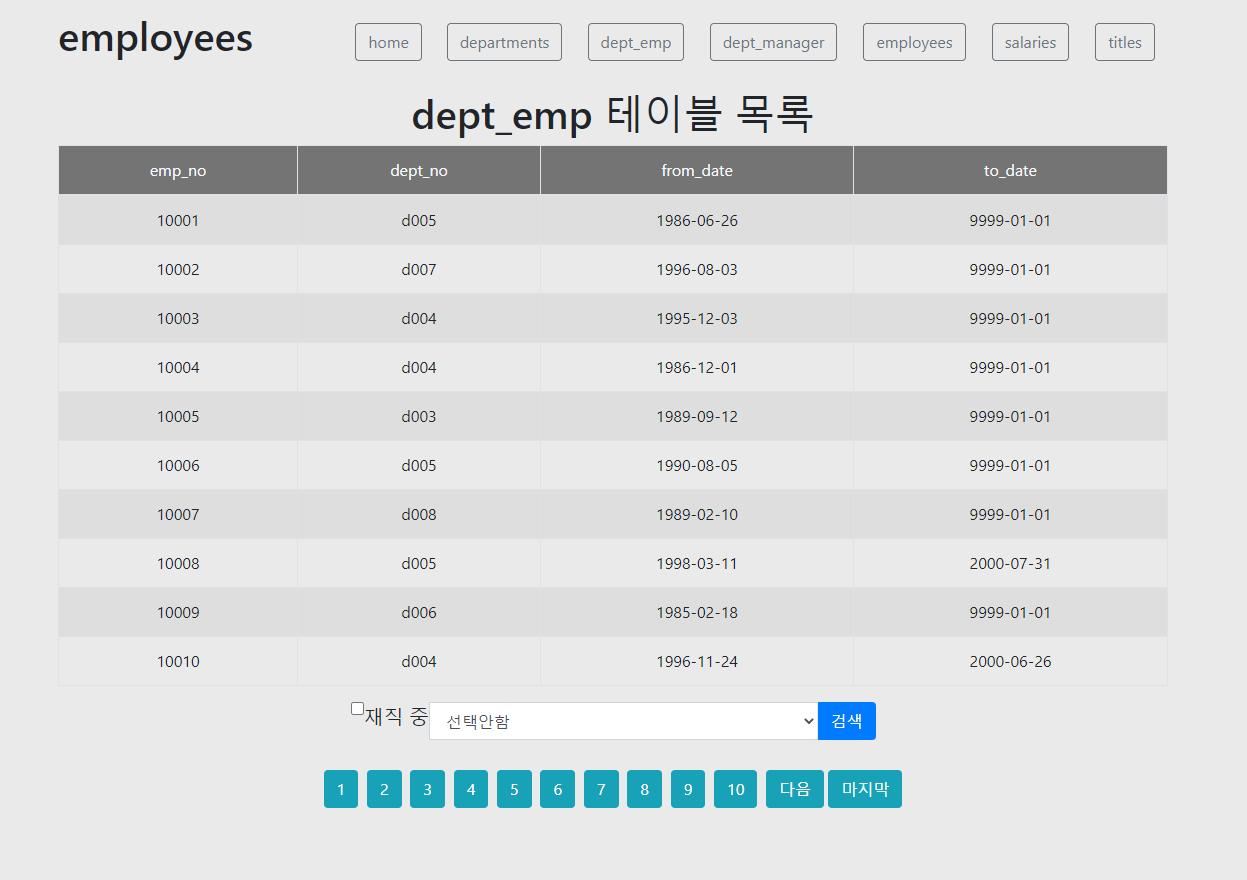 employees home departments dept_emp dept_manager employees salaries titles
dept_emp 테이블 목록
emp_no dept_no from_date to_date
10001 d005 1986-06-26 9999-01-01
10002 d007 1996-08-03 9999-01-01
10003 d004 1995-12-03 9999-01-01
10004 d004 1986-12-01 9999-01-01
10005 d003 1989-09-12 9999-01-01
10006 d005 1990-08-05 9999-01-01
10007 d008 1989-02-10 9999-01-01
10008 d005 1998-03-11 2000-07-31
10009 d006 1985-02-18 9999-01-01
10010 d004 1996-11-24 2000-06-26
재직 중 선택안함 검색
1 2 3 4 5 6 7 8 9 10 다음 마지막